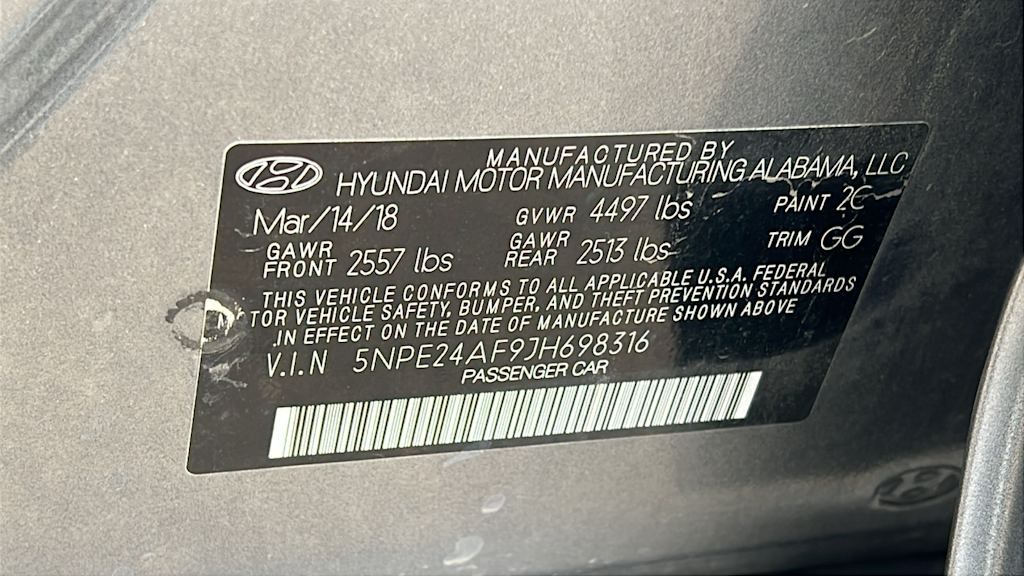 MANUFACTURED BY
HYUNDAI MOTOR MANUFACTURING ALABAMA, LLC
Mar/14/18 GVWR 4497 lbs PAINT
GAWR FRONT 2557 lbs GAWR REAR 2513 lbs TRIM GG
THIS VEHICLE CONFORMS TO ALL APPLICABLE U.S.A. FEDERAL
TOR VEHICLE SAFETY, BUMPER, AND THEFT PREVENTION STANDARDS
IN EFFECT ON THE DATE OF MANUFACTURE SHOWN ABOVE
V.I.N 5NPE24AF9JH698316
PASSENGER CAR